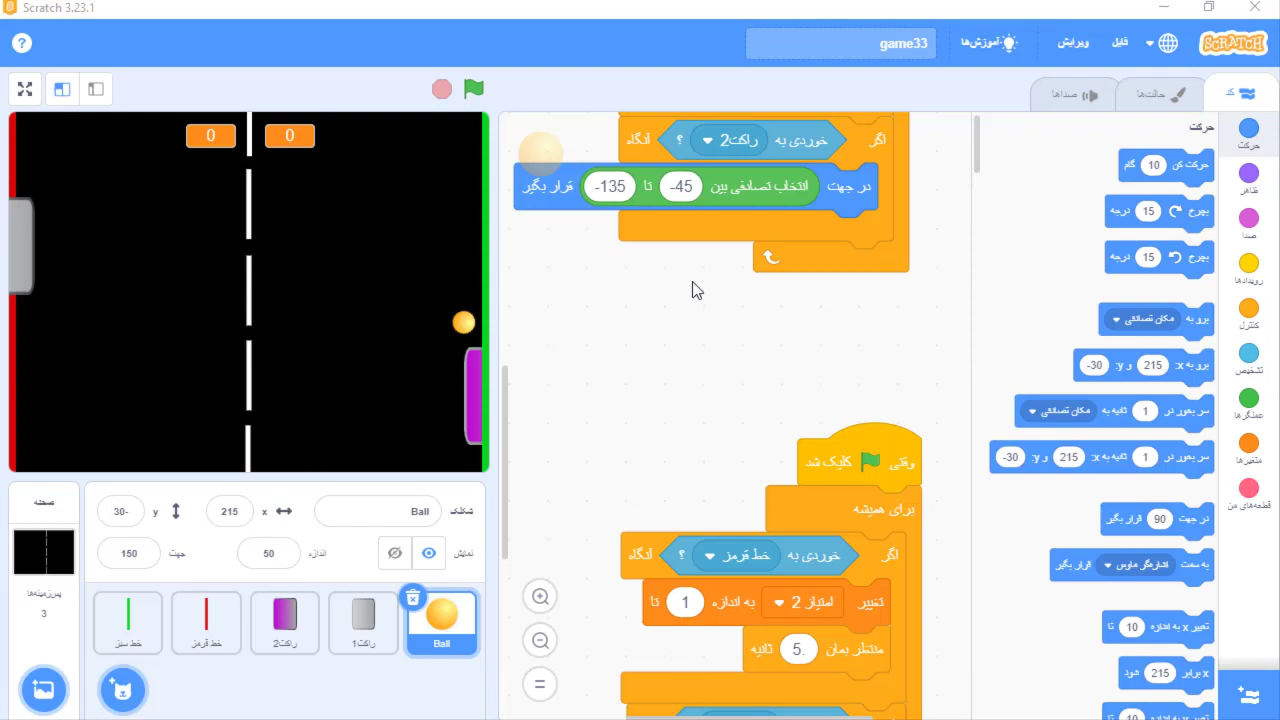 Scratch 3.23.1
SCRATCH
فایل
ویرایش
آموزش‌ها
game33
کد
حالت‌ها
صداها
0
0
اگر خوردی به راکت2 ؟ آنگاه
در جهت انتخاب تصادفی بین -45 تا -135 قرار بگیر
وقتی کلیک شد
برای همیشه
اگر خوردی به خط قرمز ؟ آنگاه
تغییر امتیاز 2 به اندازه 1 تا
منتظر بمان 5. ثانیه
حرکت
حرکت کن 10 گام
بچرخ 15 درجه
بچرخ 15 درجه
برو به مکان تصادفی
برو به x: 215 و y: -30
سر بخور در 1 ثانیه به مکان تصادفی
سر بخور در 1 ثانیه به x: 215 و y: -30
در جهت 90 قرار بگیر
به سمت اشاره‌گر ماوس قرار بگیر
تغییر x به اندازه 10 تا
x برابر 215 شود
10
حرکت
ظاهر
صدا
رویدادها
کنترل
تشخیص
عملگرها
متغیرها
قطعه‌های من
شکلک Ball
x 215
y 30-
نمایش
اندازه 50
جهت 150
Ball
راکت1
راکت2
خط قرمز
خط سبز
صحنه
پس‌زمینه‌ها
3